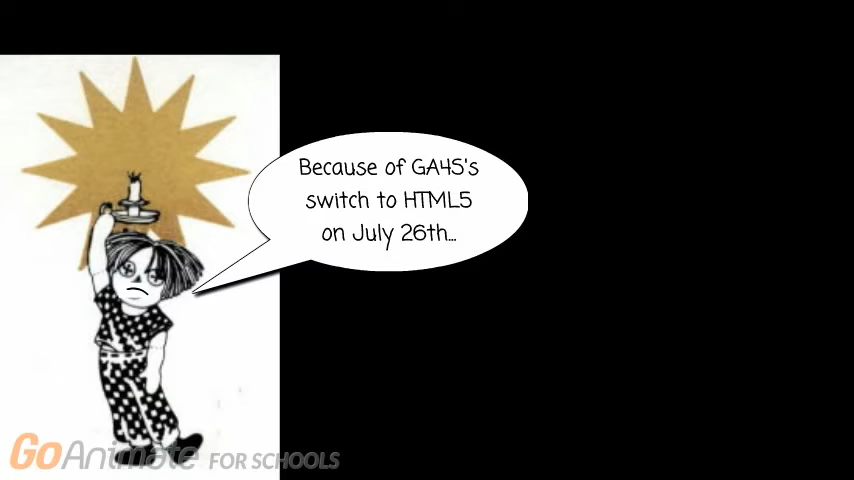 Because of GA4S's
switch to HTML5
on July 26th...
GoAnimate FOR SCHOOLS